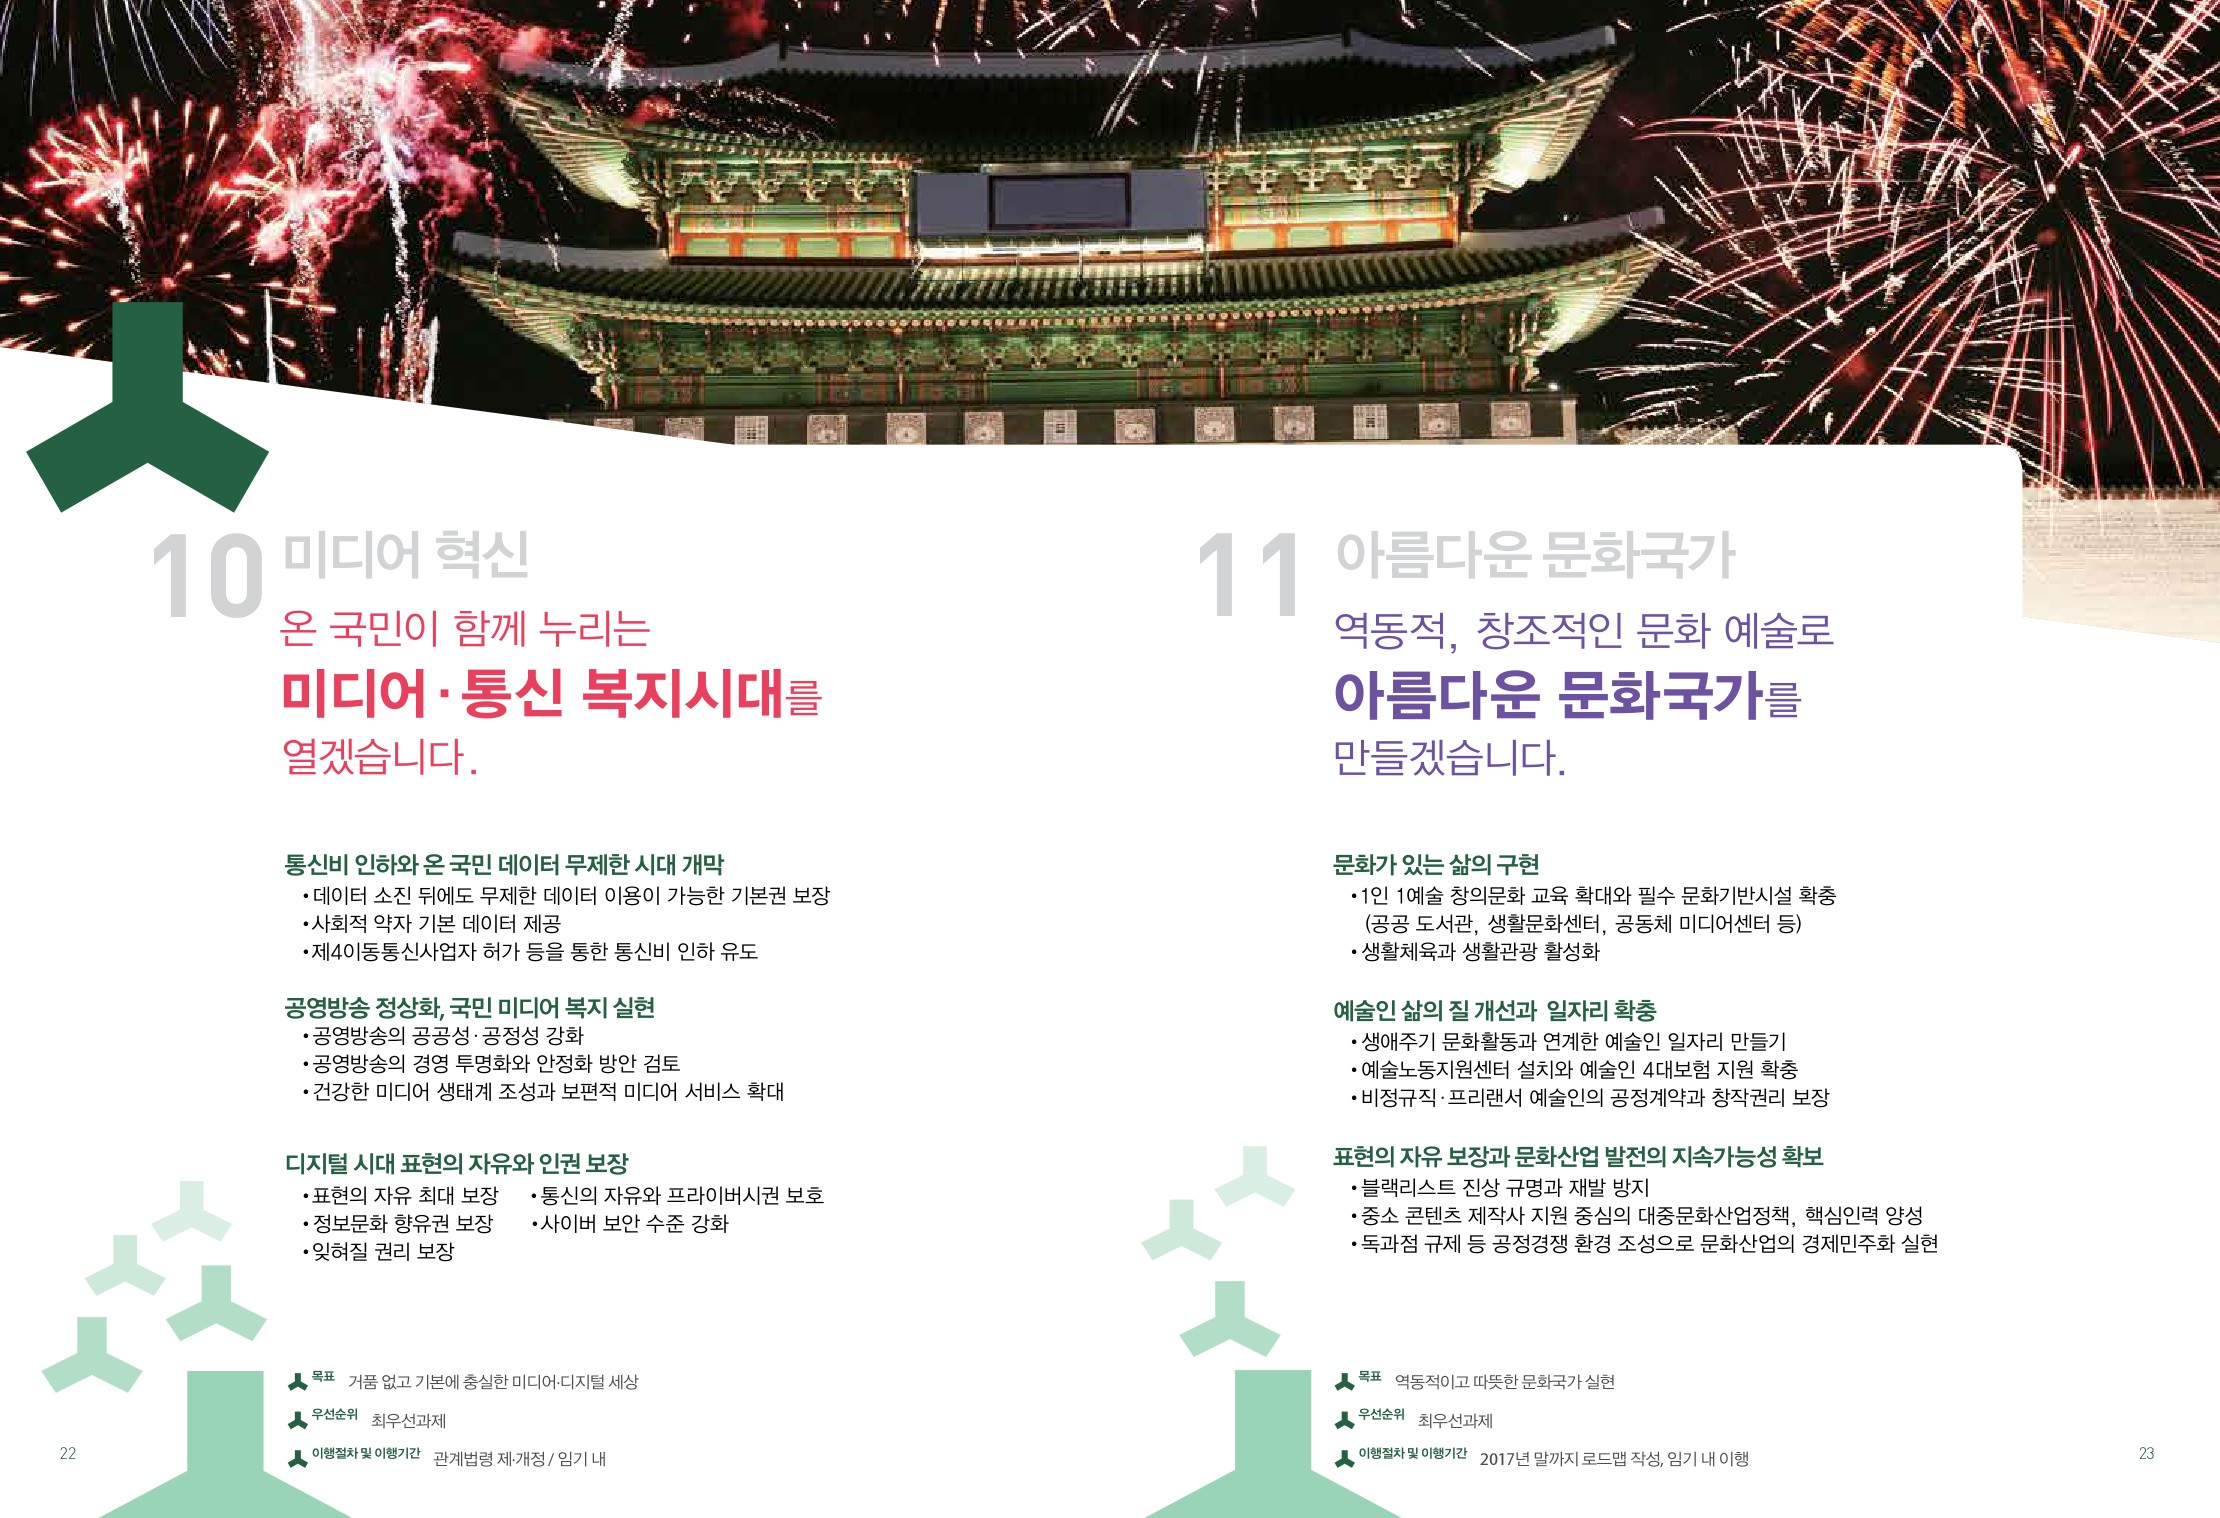 10 미디어 혁신
온 국민이 함께 누리는
미디어·통신 복지시대를
열겠습니다.
통신비 인하와 온 국민 데이터 무제한 시대 개막
•데이터 소진 뒤에도 무제한 데이터 이용이 가능한 기본권 보장
•사회적 약자 기본 데이터 제공
•제4이동통신사업자 허가 등을 통한 통신비 인하 유도
공영방송 정상화, 국민 미디어 복지 실현
•공영방송의 공공성·공정성 강화
•공영방송의 경영 투명화와 안정화 방안 검토
•건강한 미디어 생태계 조성과 보편적 미디어 서비스 확대
디지털 시대 표현의 자유와 인권 보장
•표현의 자유 최대 보장 •통신의 자유와 프라이버시권 보호
•정보문화 향유권 보장 •사이버 보안 수준 강화
•잊혀질 권리 보장
목표 거품 없고 기본에 충실한 미디어·디지털 세상
우선순위 최우선과제
이행절차 및 이행기간 관계법령 제·개정 / 임기 내
22
11 아름다운 문화국가
역동적, 창조적인 문화 예술로
아름다운 문화국가를
만들겠습니다.
문화가 있는 삶의 구현
•1인 1예술 창의문화 교육 확대와 필수 문화기반시설 확충
(공공 도서관, 생활문화센터, 공동체 미디어센터 등)
•생활체육과 생활관광 활성화
예술인 삶의 질 개선과 일자리 확충
•생애주기 문화활동과 연계한 예술인 일자리 만들기
•예술노동지원센터 설치와 예술인 4대보험 지원 확충
•비정규직·프리랜서 예술인의 공정계약과 창작권리 보장
표현의 자유 보장과 문화산업 발전의 지속가능성 확보
•블랙리스트 진상 규명과 재발 방지
•중소 콘텐츠 제작사 지원 중심의 대중문화산업정책, 핵심인력 양성
•독과점 규제 등 공정경쟁 환경 조성으로 문화산업의 경제민주화 실현
목표 역동적이고 따뜻한 문화국가 실현
우선순위 최우선과제
이행절차 및 이행기간 2017년 말까지 로드맵 작성, 임기 내 이행
23